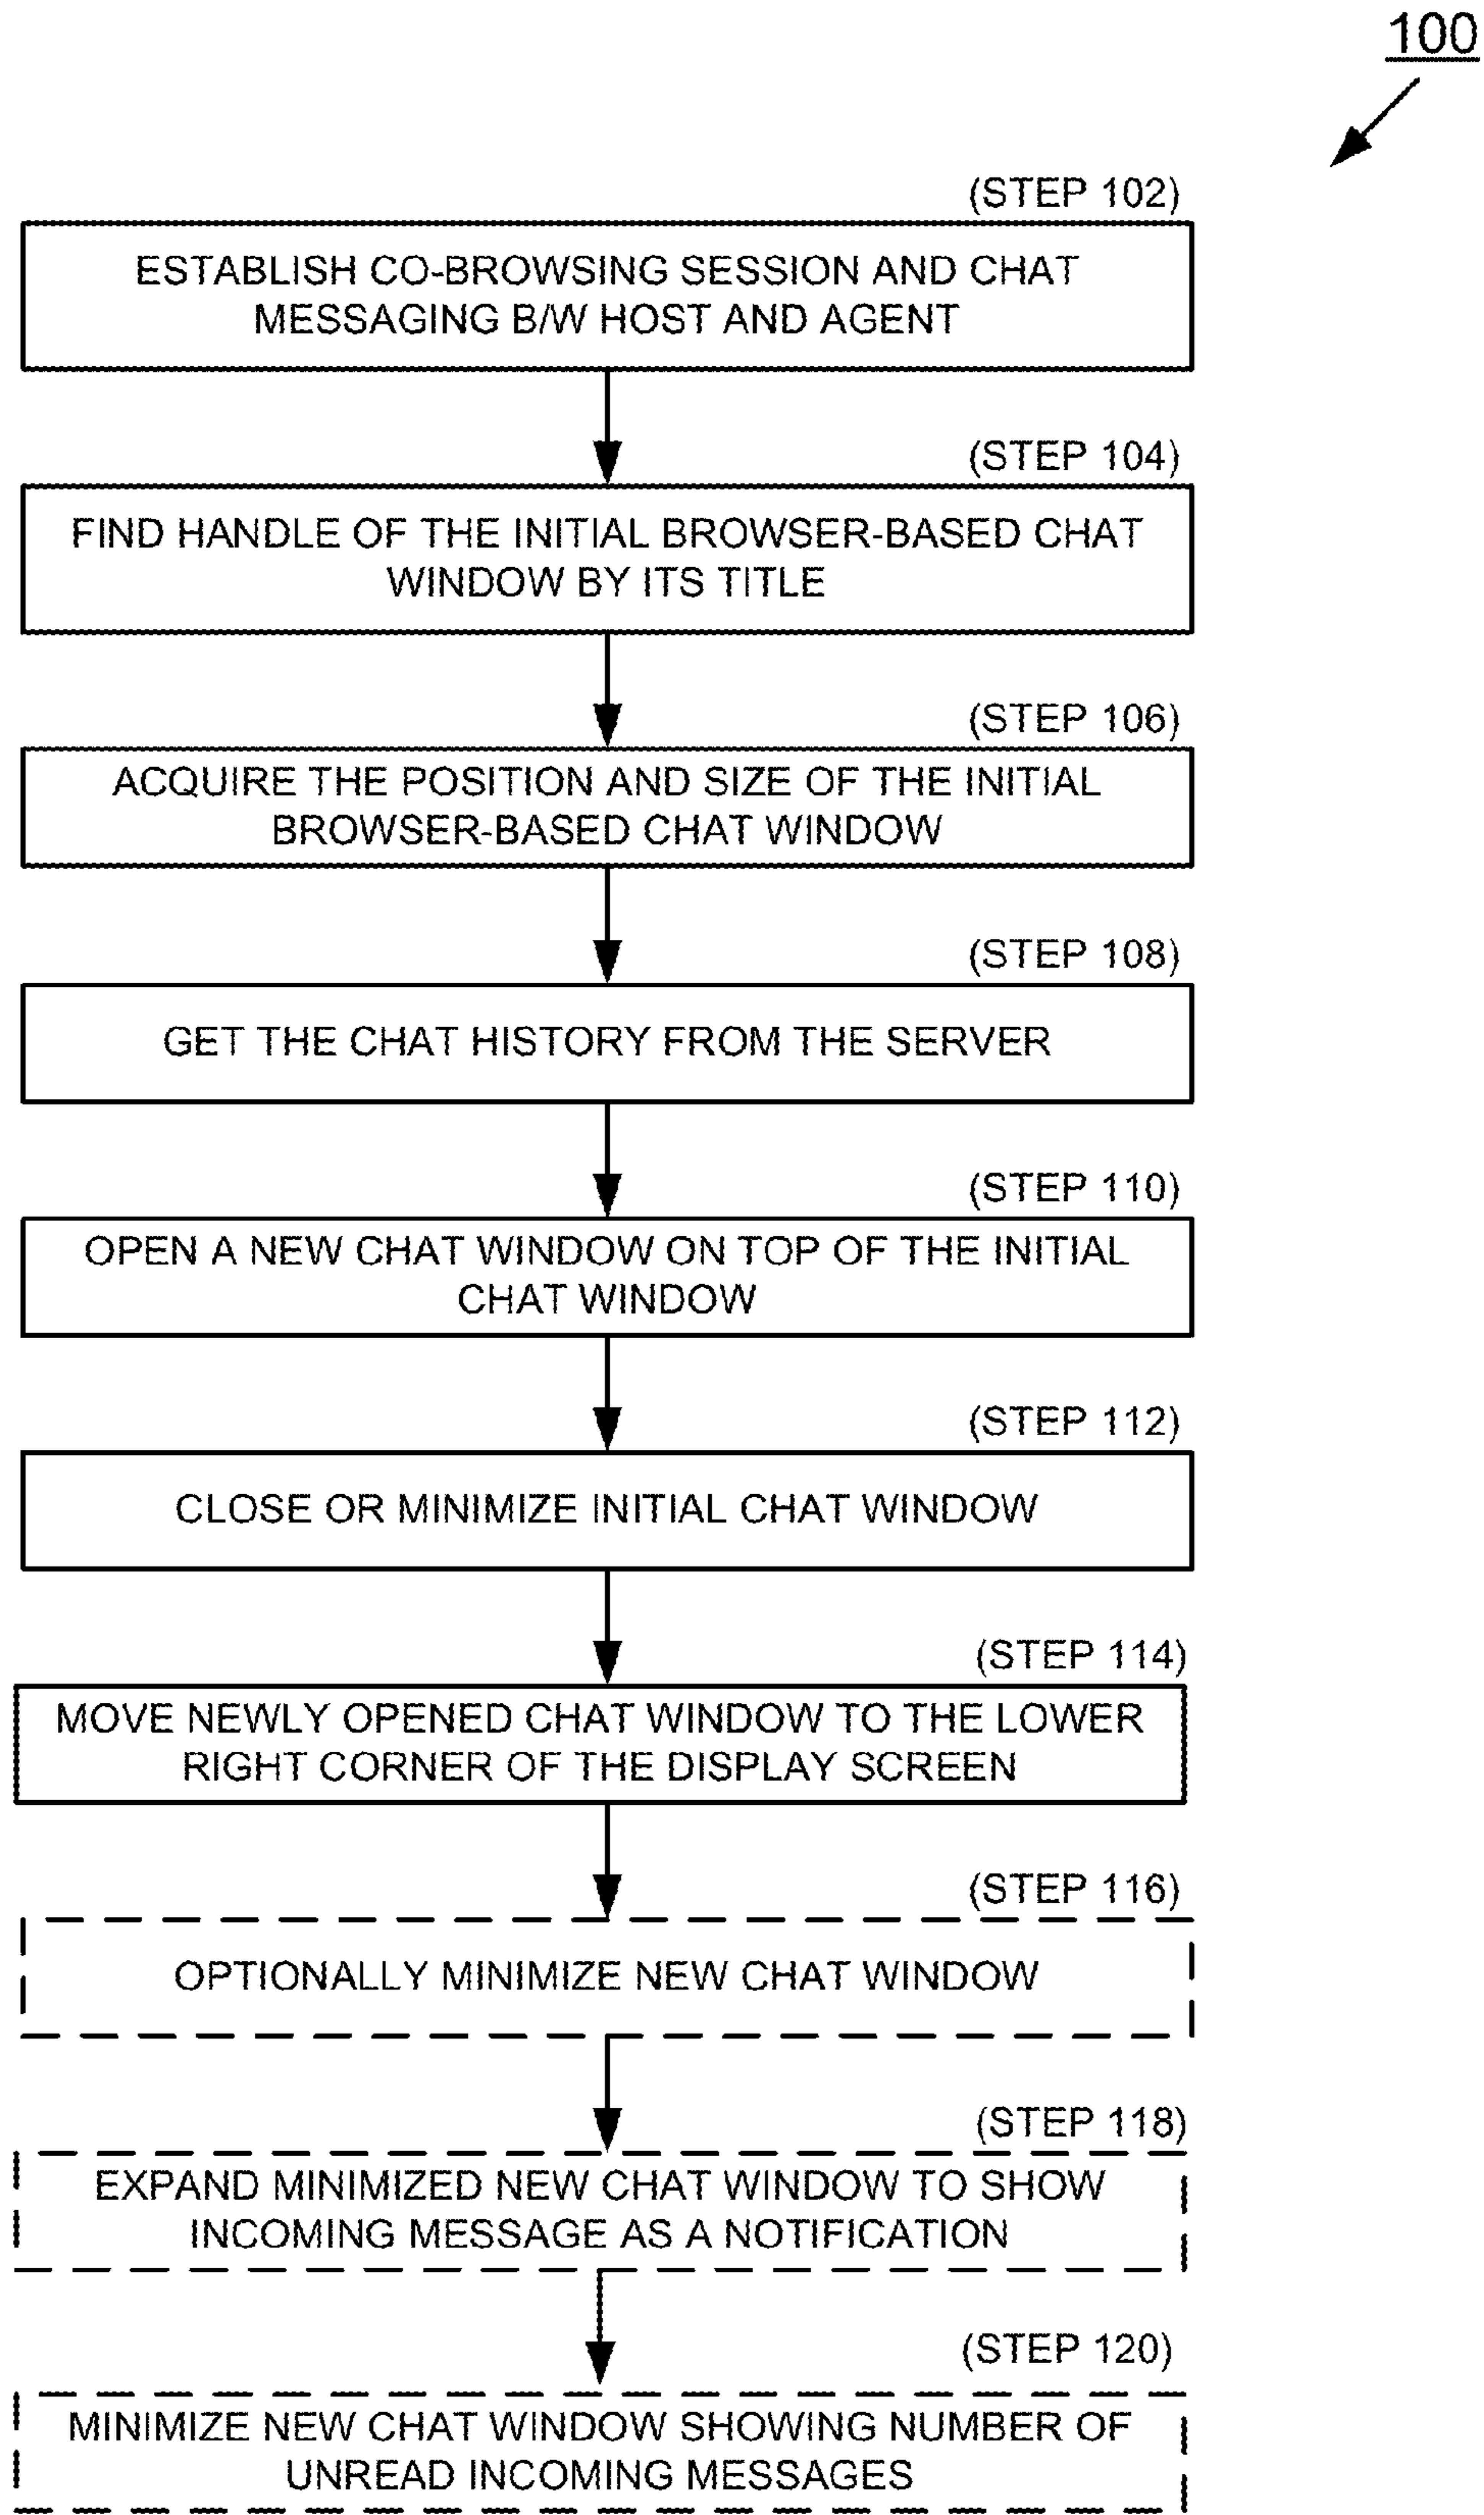 100
(STEP 102)
ESTABLISH CO-BROWSING SESSION AND CHAT
MESSAGING B/W HOST AND AGENT
(STEP 104)
FIND HANDLE OF THE INITIAL BROWSER-BASED CHAT
WINDOW BY ITS TITLE
(STEP 106)
ACQUIRE THE POSITION AND SIZE OF THE INITIAL
BROWSER-BASED CHAT WINDOW
(STEP 108)
GET THE CHAT HISTORY FROM THE SERVER
(STEP 110)
OPEN A NEW CHAT WINDOW ON TOP OF THE INITIAL
CHAT WINDOW
(STEP 112)
CLOSE OR MINIMIZE INITIAL CHAT WINDOW
(STEP 114)
MOVE NEWLY OPENED CHAT WINDOW TO THE LOWER
RIGHT CORNER OF THE DISPLAY SCREEN
(STEP 116)
OPTIONALLY MINIMIZE NEW CHAT WINDOW
(STEP 118)
EXPAND MINIMIZED NEW CHAT WINDOW TO SHOW
INCOMING MESSAGE AS A NOTIFICATION
(STEP 120)
MINIMIZE NEW CHAT WINDOW SHOWING NUMBER OF
UNREAD INCOMING MESSAGES